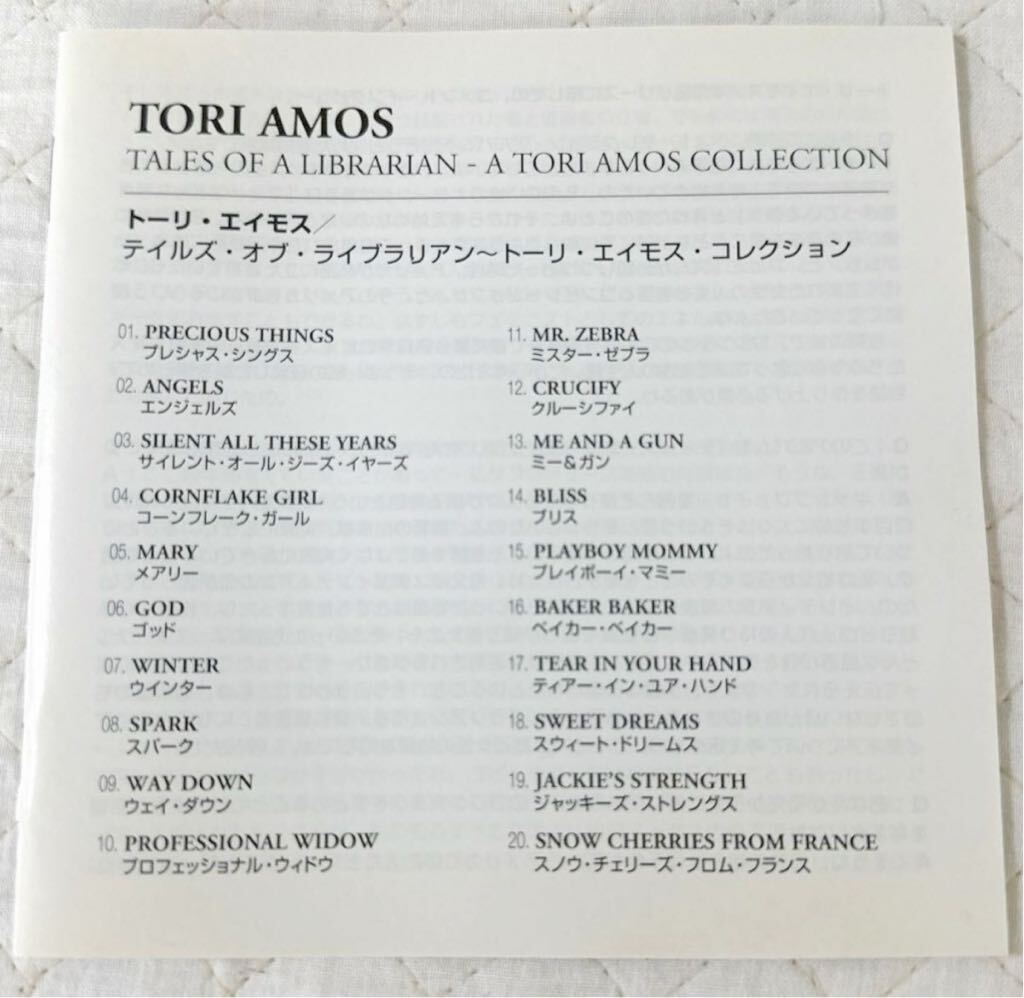 TORI AMOS
TALES OF A LIBRARIAN - A TORI AMOS COLLECTION
トーリ・エイモス／
テイルズ・オブ・ライブラリアン～トーリ・エイモス・コレクション
01. PRECIOUS THINGS
プレシャス・シングス
02. ANGELS
エンジェルズ
03. SILENT ALL THESE YEARS
サイレント・オール・ジーズ・イヤーズ
04. CORNFLAKE GIRL
コーンフレーク・ガール
05. MARY
メアリー
06. GOD
ゴッド
07. WINTER
ウインター
08. SPARK
スパーク
09. WAY DOWN
ウェイ・ダウン
10. PROFESSIONAL WIDOW
プロフェッショナル・ウィドウ
11. MR. ZEBRA
ミスター・ゼブラ
12. CRUCIFY
クルーシファイ
13. ME AND A GUN
ミー＆ガン
14. BLISS
ブリス
15. PLAYBOY MOMMY
プレイボーイ・マミー
16. BAKER BAKER
ベイカー・ベイカー
17. TEAR IN YOUR HAND
ティアー・イン・ユア・ハンド
18. SWEET DREAMS
スウィート・ドリームス
19. JACKIE'S STRENGTH
ジャッキーズ・ストレングス
20. SNOW CHERRIES FROM FRANCE
スノウ・チェリーズ・フロム・フランス